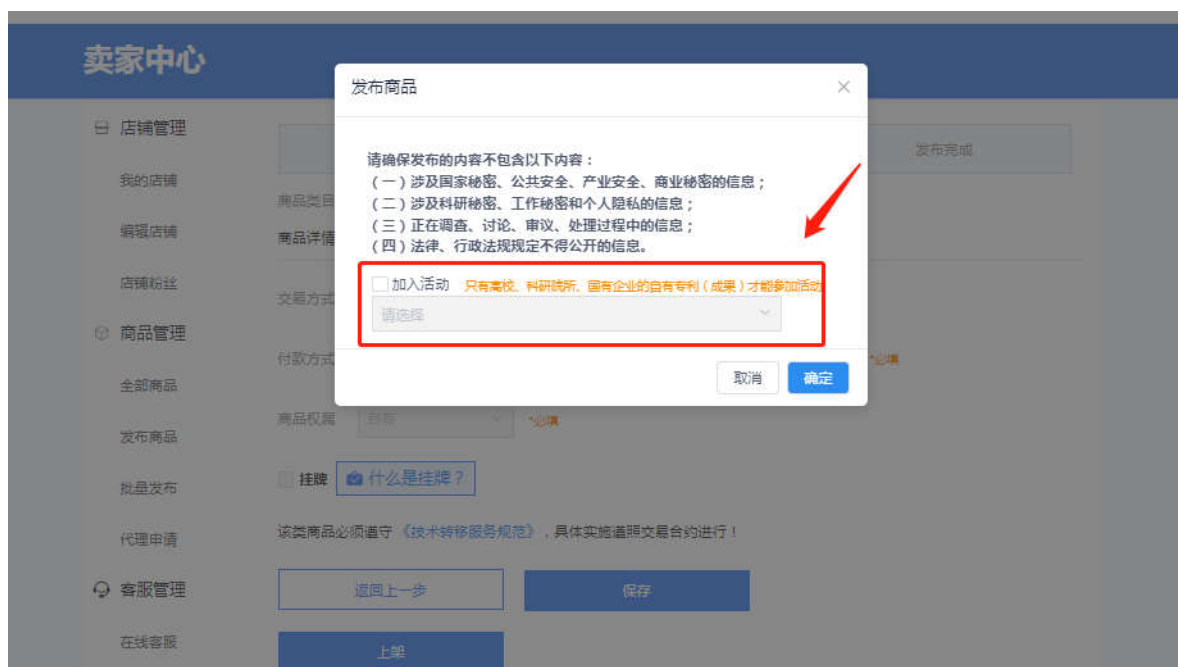 卖家中心
发布商品
店铺管理
我的店铺
编辑店铺
店铺粉丝
商品管理
全部商品
发布商品
批量发布
代理申请
客服管理
在线客服
发布完成
商品类目
商品详情
请确保发布的内容不包含以下内容：
（一）涉及国家秘密、公共安全、产业安全、商业秘密的信息；
（二）涉及科研秘密、工作秘密和个人隐私的信息；
（三）正在调查、讨论、审议、处理过程中的信息；
（四）法律、行政法规规定不得公开的信息。
加入活动 只有高校、科研院所、国有企业的自有专利（成果）才能参加活动
请选择
取消 确定
交易方式
付款方式 *必填
商品权属 自有 *必填
挂牌 什么是挂牌？
该类商品必须遵守《技术转移服务规范》，具体实施遵照交易合约进行！
返回上一步 保存
上架